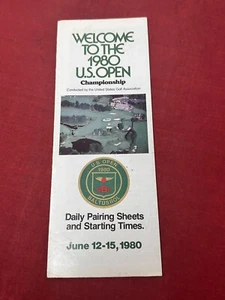 WELCOME
TO THE
1980
U.S. OPEN
Championship
Conducted by the United States Golf Association
U.S. OPEN
1980
BALTUSROL
Daily Pairing Sheets
and Starting Times.
June 12-15, 1980